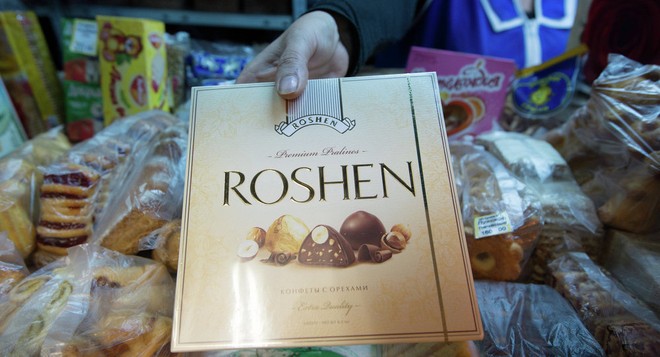 ROSHEN
Premium Pralines
ROSHEN
КОНФЕТЫ С ОРЕХАМИ
Extra Quality